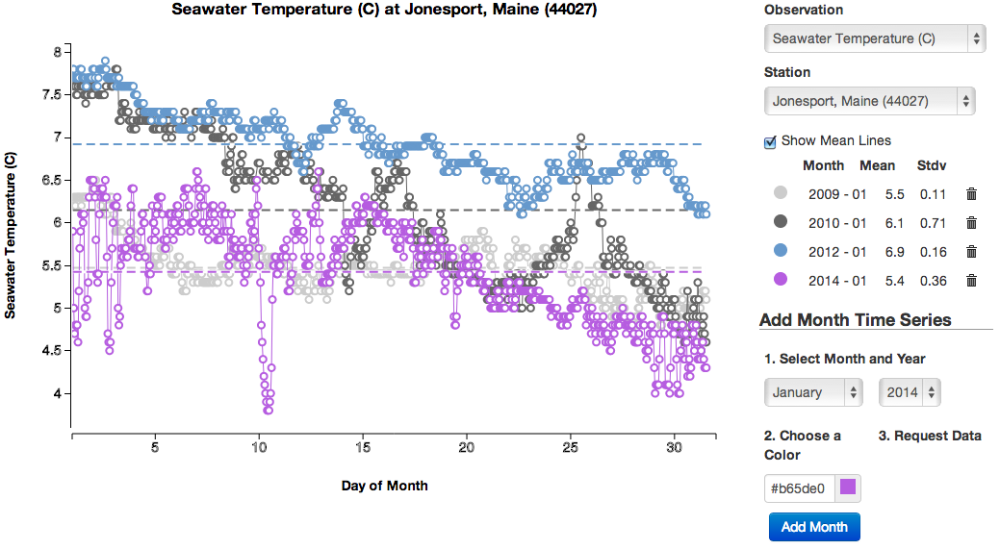 Seawater Temperature (C) at Jonesport, Maine (44027)
Seawater Temperature (C)
8
7.5
7
6.5
6
5.5
5
4.5
4
5
10
15
20
25
30
Day of Month
Observation
Seawater Temperature (C)
Station
Jonesport, Maine (44027)
Show Mean Lines
Month Mean Stdv
2009 - 01 5.5 0.11
2010 - 01 6.1 0.71
2012 - 01 6.9 0.16
2014 - 01 5.4 0.36
Add Month Time Series
1. Select Month and Year
January 2014
2. Choose a Color
3. Request Data
#b65de0
Add Month